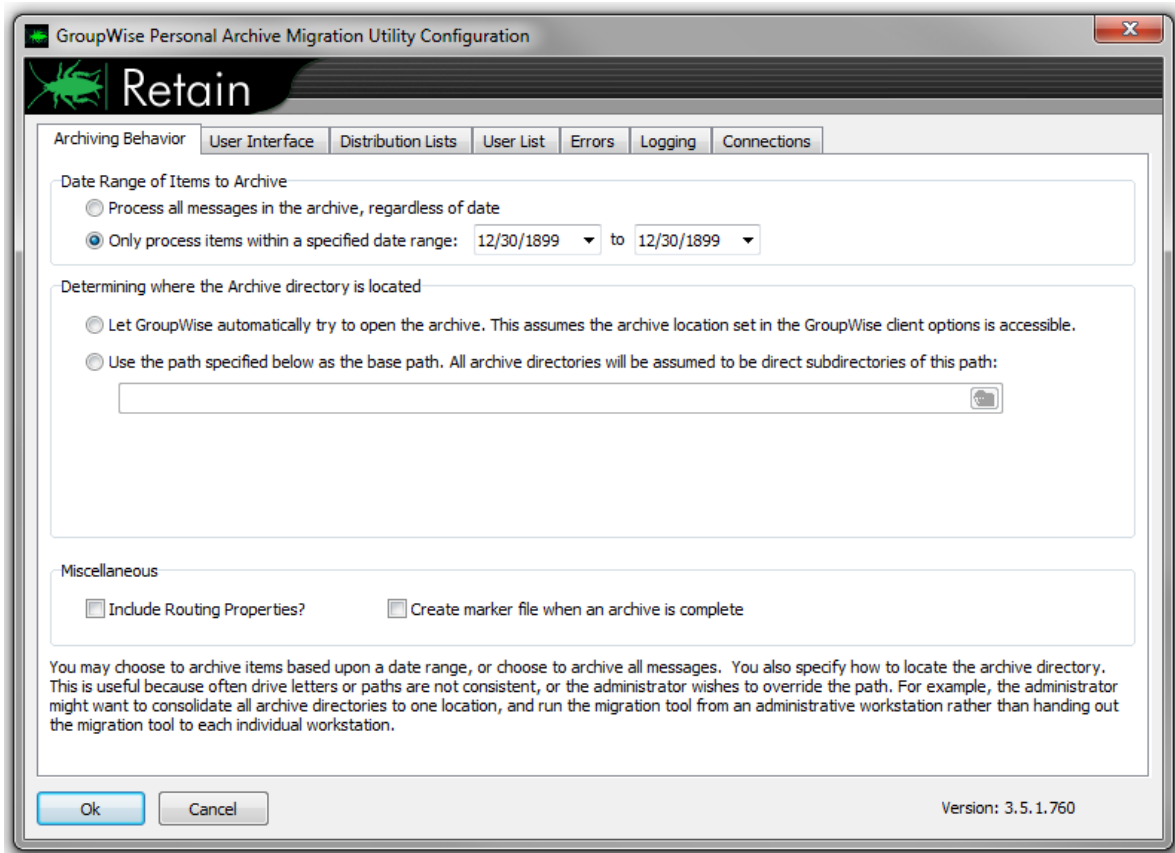 GroupWise Personal Archive Migration Utility Configuration
Retain
Archiving Behavior User Interface Distribution Lists User List Errors Logging Connections
Date Range of Items to Archive
Process all messages in the archive, regardless of date
Only process items within a specified date range: 12/30/1899 to 12/30/1899
Determining where the Archive directory is located
Let GroupWise automatically try to open the archive. This assumes the archive location set in the GroupWise client options is accessible.
Use the path specified below as the base path. All archive directories will be assumed to be direct subdirectories of this path:
Miscellaneous
Include Routing Properties? Create marker file when an archive is complete
You may choose to archive items based upon a date range, or choose to archive all messages. You also specify how to locate the archive directory.
This is useful because often drive letters or paths are not consistent, or the administrator wishes to override the path. For example, the administrator
might want to consolidate all archive directories to one location, and run the migration tool from an administrative workstation rather than handing out
the migration tool to each individual workstation.
Ok Cancel Version: 3.5.1.760